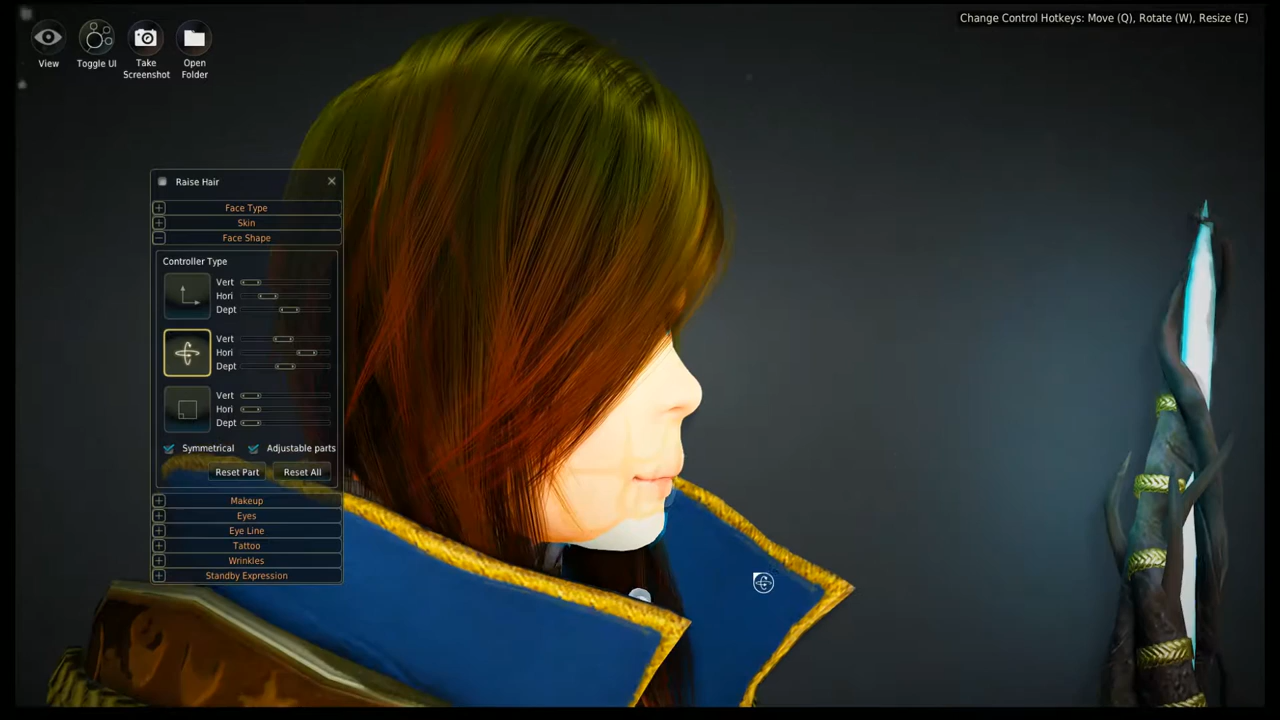 Change Control Hotkeys: Move (Q), Rotate (W), Resize (E)
View
Toggle UI
Take
Screenshot
Open
Folder
Raise Hair
Face Type
Skin
Face Shape
Controller Type
Vert
Hori
Dept
Vert
Hori
Dept
Vert
Hori
Dept
Symmetrical
Adjustable parts
Reset Part
Reset All
Makeup
Eyes
Eye Line
Tattoo
Wrinkles
Standby Expression